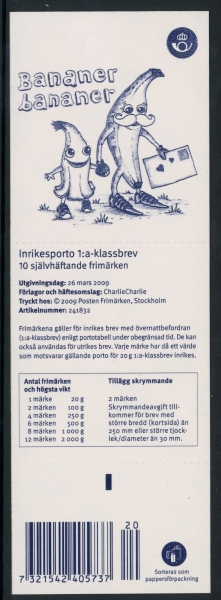 Bananer
bananer
Inrikesporto 1:a-klassbrev
10 självhäftande frimärken
Utgivningsdag: 26 mars 2009
Förlagor och häftesomslag: CharlieCharlie
Tryckt hos: © 2009 Posten Frimärken, Stockholm
Artikelnummer: 241832
Frimärkena gäller för inrikes brev med övernattbefordran
(1:a-klassbrev) enligt portotabell under obegränsad tid. De kan
också användas för utrikes brev. Varje märke har då ett värde
som motsvarar gällande porto för 20 g 1:a-klassbrev inrikes.
Antal frimärken
och högsta vikt
1 märke 20 g
2 märken 100 g
4 märken 250 g
6 märken 500 g
8 märken 1 000 g
12 märken 2 000 g
Tillägg skrymmande
2 märken
Skrymmandeavgift till-
kommer för brev med
större bredd (kortsida) än
250 mm eller större tjock-
lek/diameter än 30 mm.
20
7 321542 405737
Sorteras som
pappersförpackning